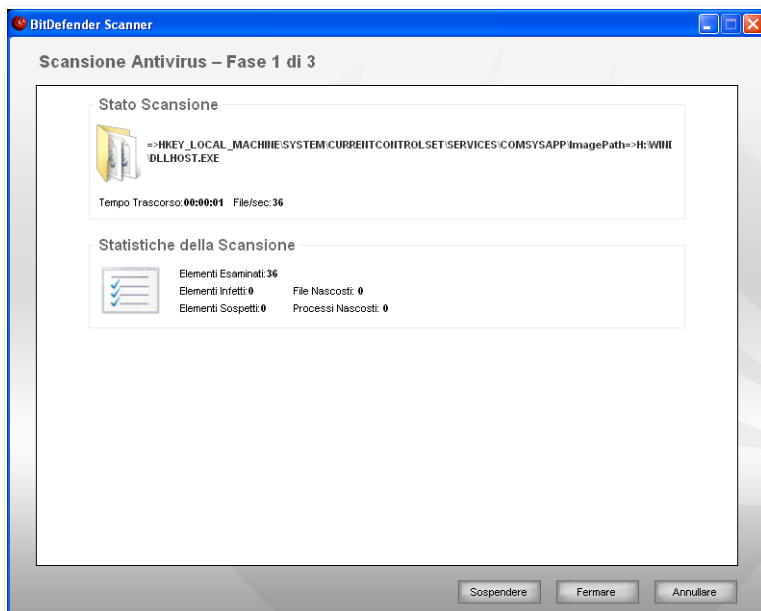 BitDefender Scanner
Scansione Antivirus – Fase 1 di 3
Stato Scansione
=>HKEY_LOCAL_MACHINE\SYSTEM\CURRENTCONTROLSET\SERVICES\COMSYSAPP\ImagePath=>H:\WIND
\DLLHOST.EXE
Tempo Trascorso:00:00:01 File/sec:36
Statistiche della Scansione
Elementi Esaminati:36
Elementi Infetti:0 File Nascosti: 0
Elementi Sospetti:0 Processi Nascosti: 0
Sospendere Fermare Annullare